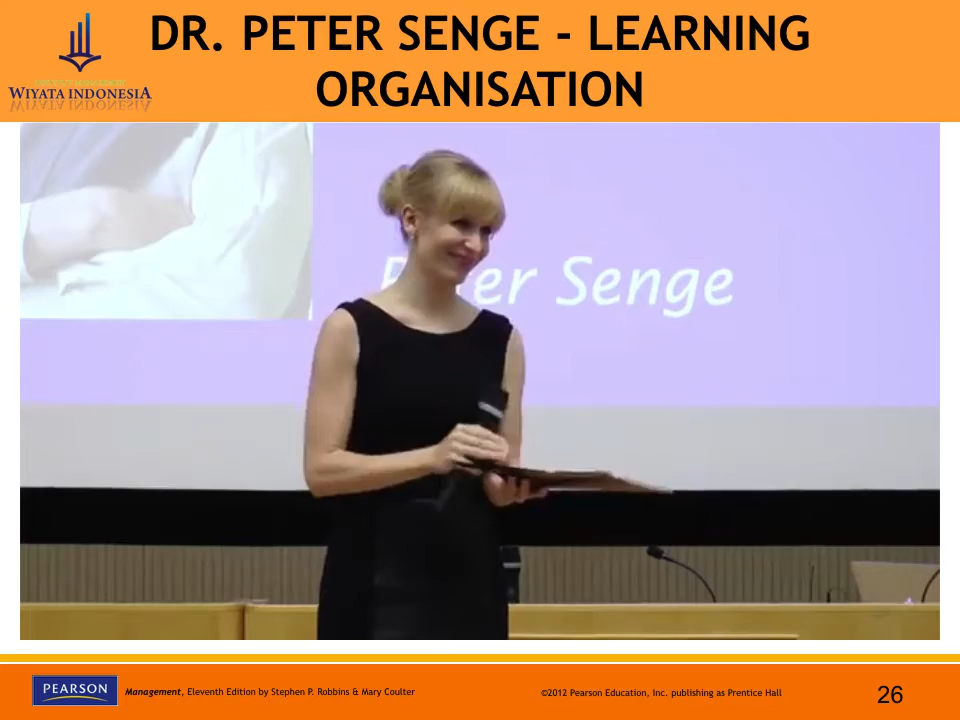 DR. PETER SENGE - LEARNING
ORGANISATION
WIYATA INDONESIA
Senge
PEARSON
Management, Eleventh Edition by Stephen P. Robbins & Mary Coulter
©2012 Pearson Education, Inc. publishing as Prentice Hall
26